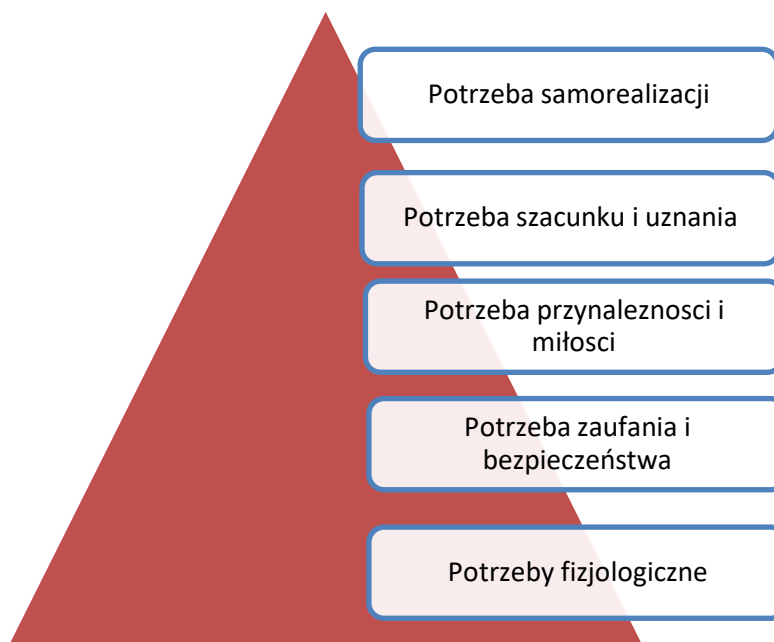 Potrzeba samorealizacji
Potrzeba szacunku i uznania
Potrzeba przynaleznosci i
miłosci
Potrzeba zaufania i
bezpieczeństwa
Potrzeby fizjologiczne